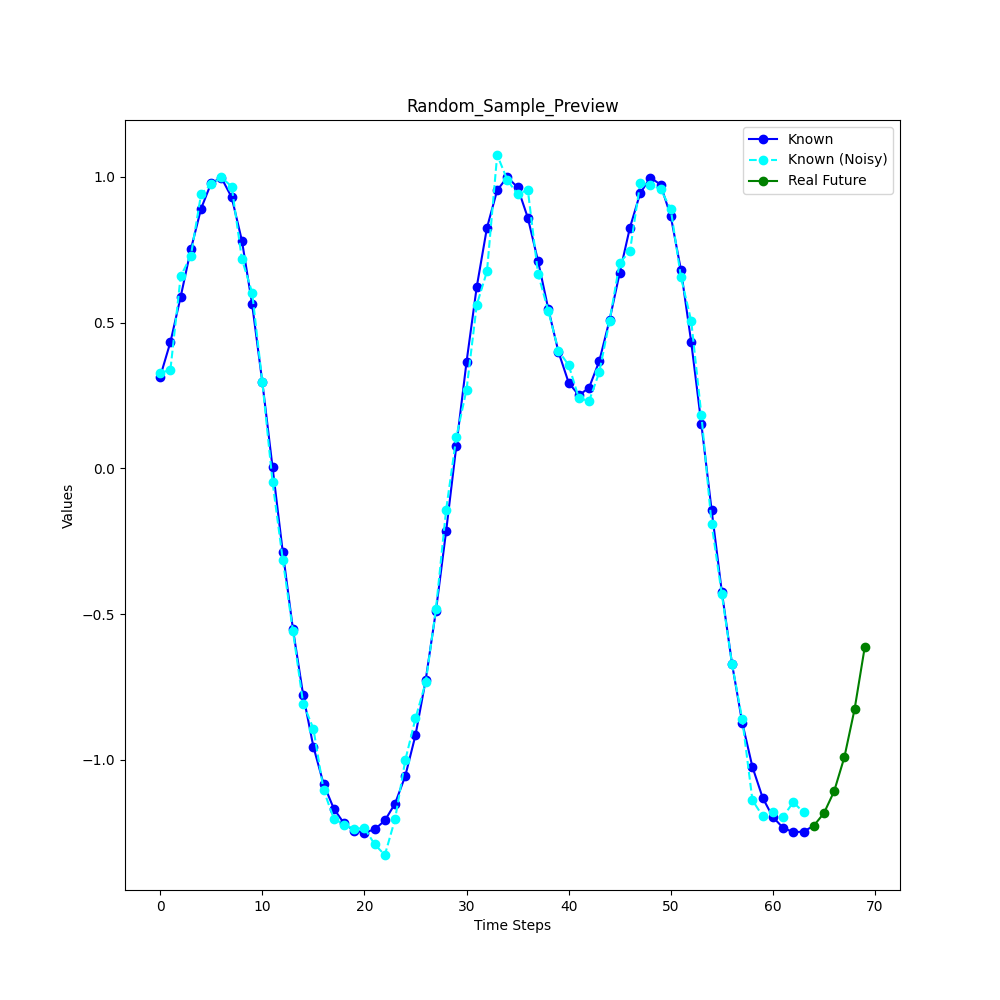 Random_Sample_Preview
Known
Known (Noisy)
Real Future
1.0
0.5
0.0
−0.5
−1.0
Values
0 10 20 30 40 50 60 70
Time Steps